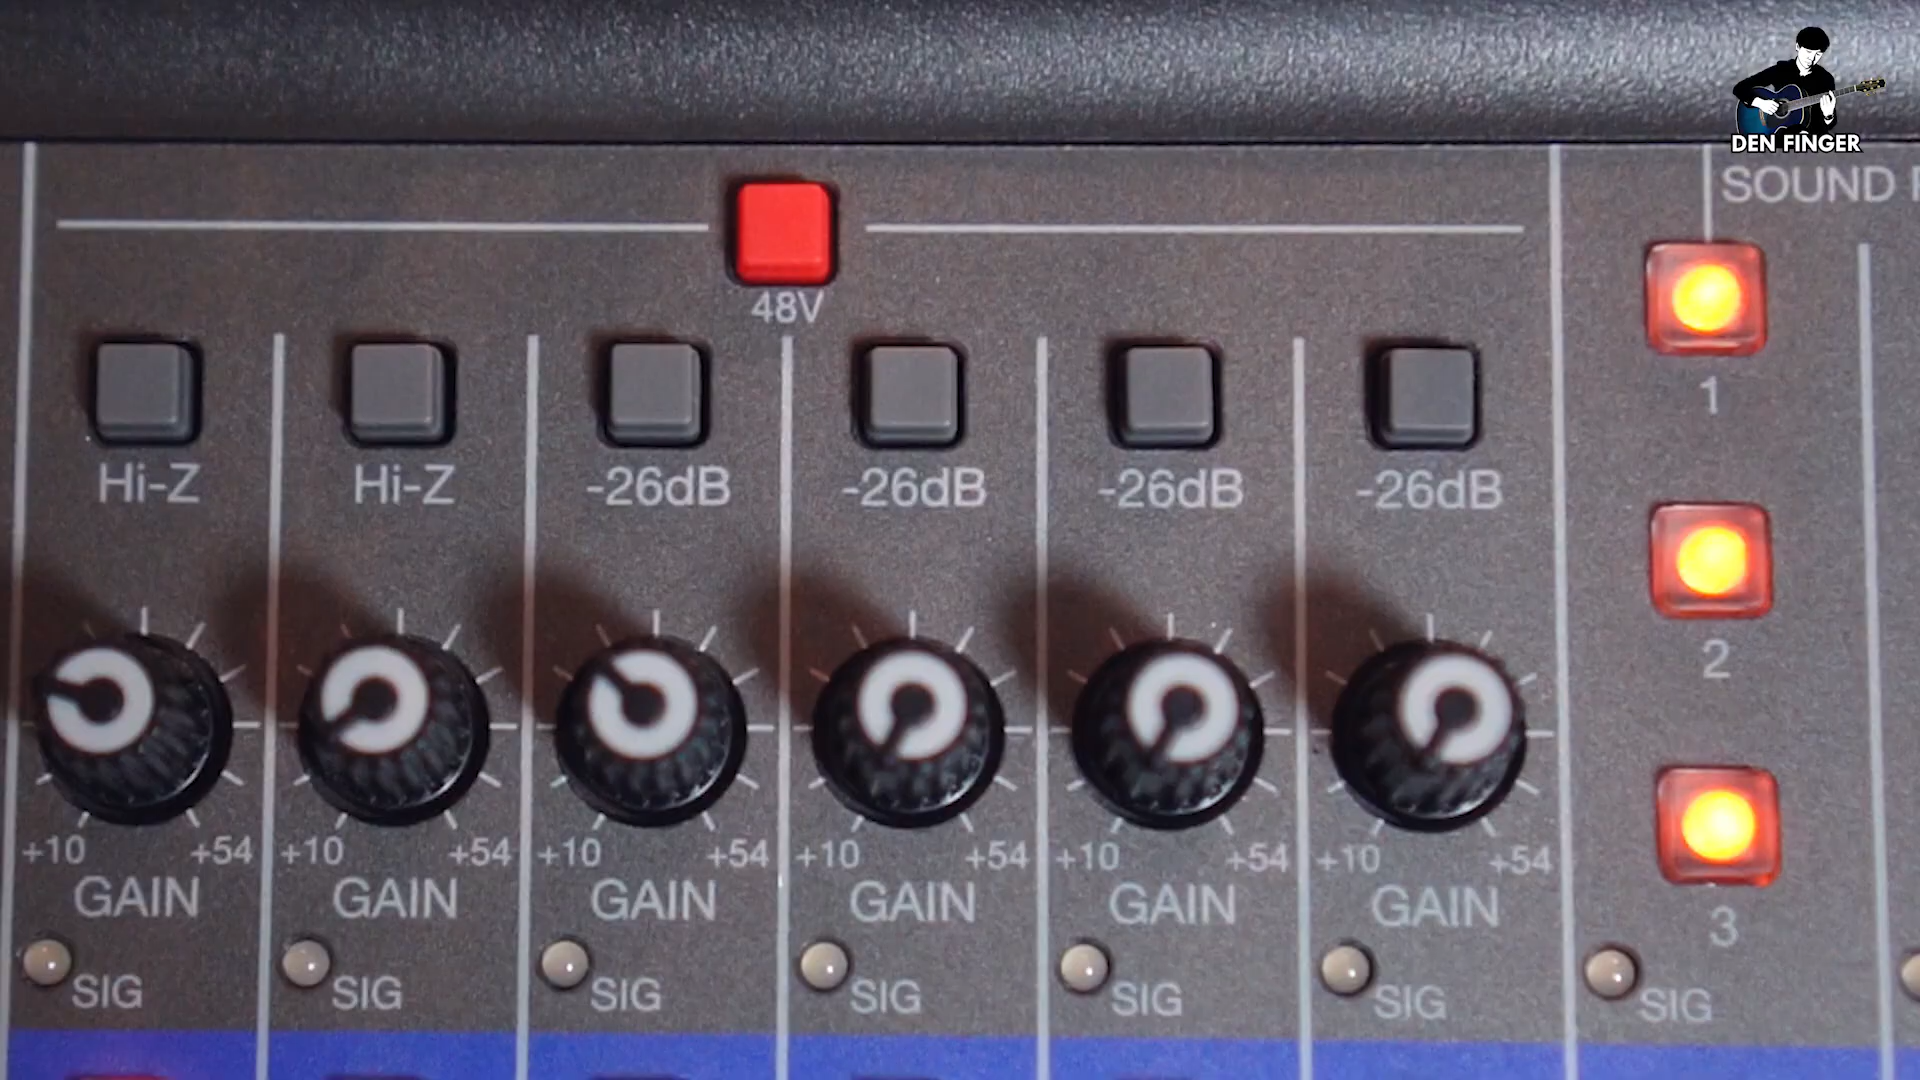 DEN FINGER
SOUND
48V
Hi-Z Hi-Z -26dB -26dB -26dB -26dB
1
2
3
+10 +54 +10 +54 +10 +54 +10 +54 +10 +54 +10 +54
GAIN GAIN GAIN GAIN GAIN GAIN
SIG SIG SIG SIG SIG SIG SIG